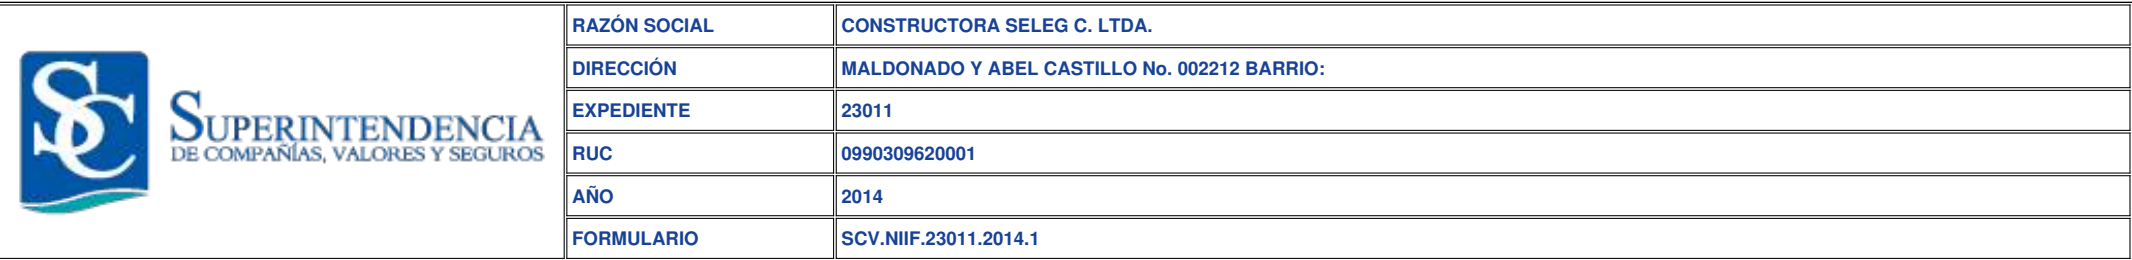 SC
SUPERINTENDENCIA
DE COMPAÑÍAS, VALORES Y SEGUROS
RAZÓN SOCIAL CONSTRUCTORA SELEG C. LTDA.
DIRECCIÓN MALDONADO Y ABEL CASTILLO No. 002212 BARRIO:
EXPEDIENTE 23011
RUC 0990309620001
AÑO 2014
FORMULARIO SCV.NIIF.23011.2014.1